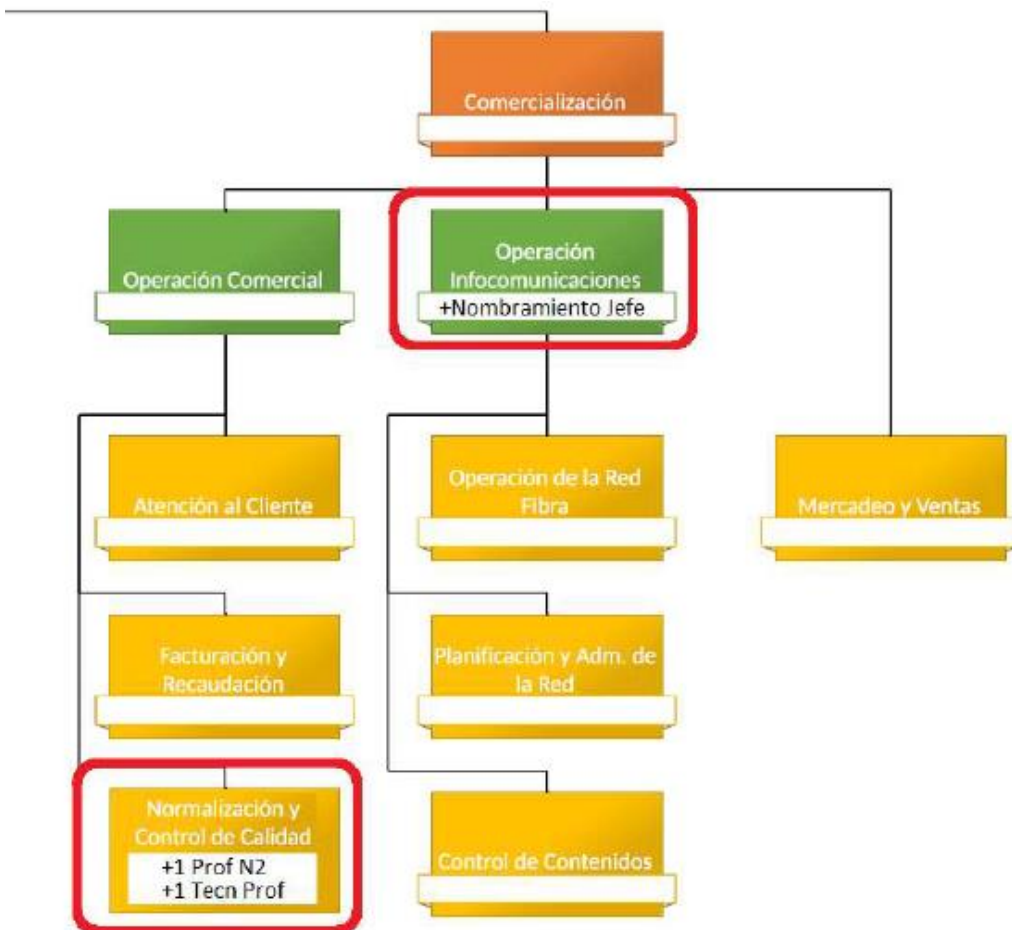 Comercialización
Operación Comercial
Operación
Infocomunicaciones
+Nombramiento Jefe
Atención al Cliente
Operación de la Red
Fibra
Mercadeo y Ventas
Facturación y
Recaudación
Planificación y Adm. de
la Red
Normalización y
Control de Calidad
+1 Prof N2
+1 Tecn Prof
Control de Contenidos